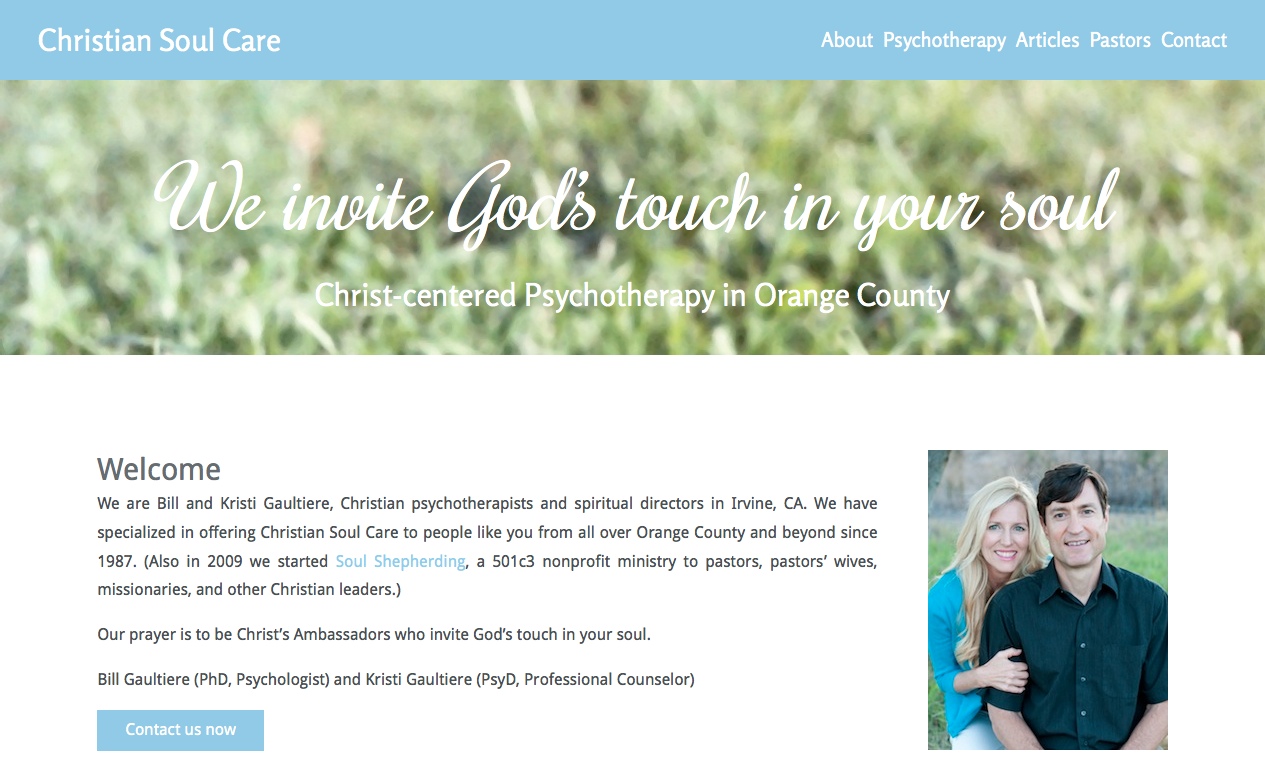 Christian Soul Care
About Psychotherapy Articles Pastors Contact
We invite God's touch in your soul
Christ-centered Psychotherapy in Orange County
Welcome
We are Bill and Kristi Gaultiere, Christian psychotherapists and spiritual directors in Irvine, CA. We have
specialized in offering Christian Soul Care to people like you from all over Orange County and beyond since
1987. (Also in 2009 we started Soul Shepherding, a 501c3 nonprofit ministry to pastors, pastors’ wives,
missionaries, and other Christian leaders.)
Our prayer is to be Christ’s Ambassadors who invite God’s touch in your soul.
Bill Gaultiere (PhD, Psychologist) and Kristi Gaultiere (PsyD, Professional Counselor)
Contact us now